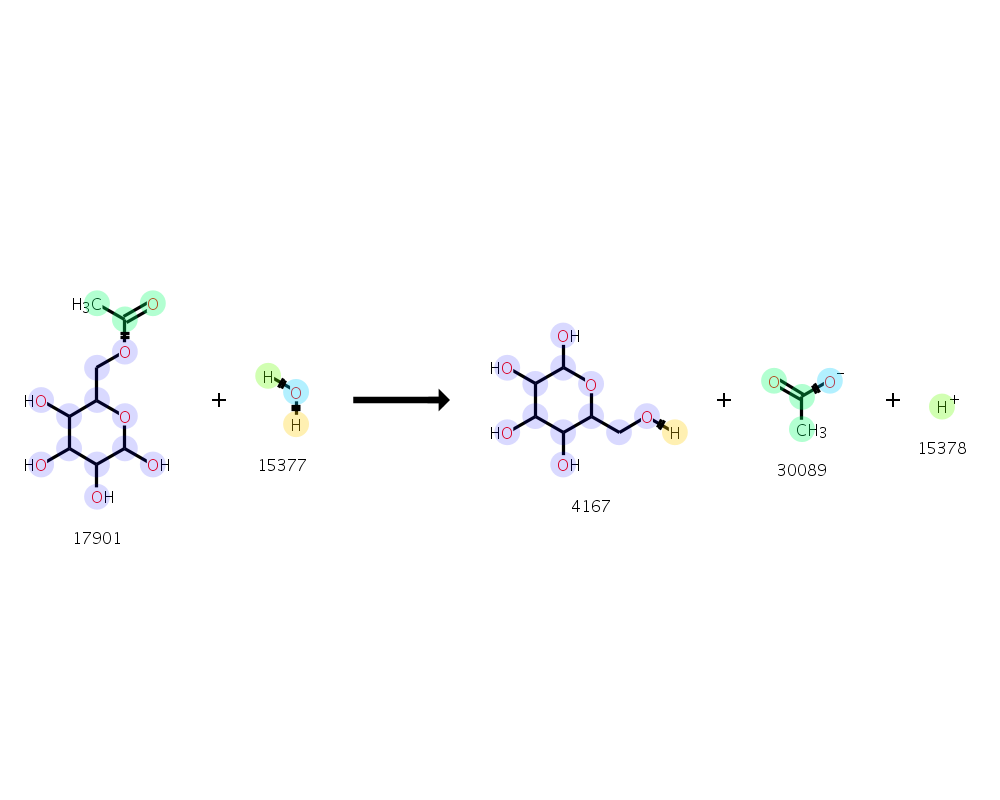 H3C O
O
HO O
HO OH
OH
17901
+
H
O
H
15377
OH
HO O
HO O H
OH
4167
+
O O−
CH3
30089
+
H+
15378